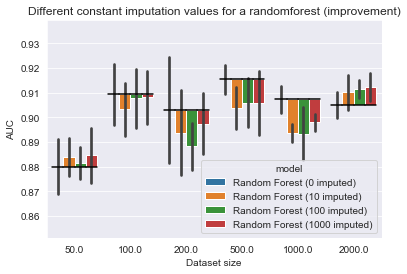 Different constant imputation values for a randomforest (improvement)
0.93
0.92
0.91
0.90
0.89
0.88
0.87
0.86
AUC
model
Random Forest (0 imputed)
Random Forest (10 imputed)
Random Forest (100 imputed)
Random Forest (1000 imputed)
50.0 100.0 200.0 500.0 1000.0 2000.0
Dataset size